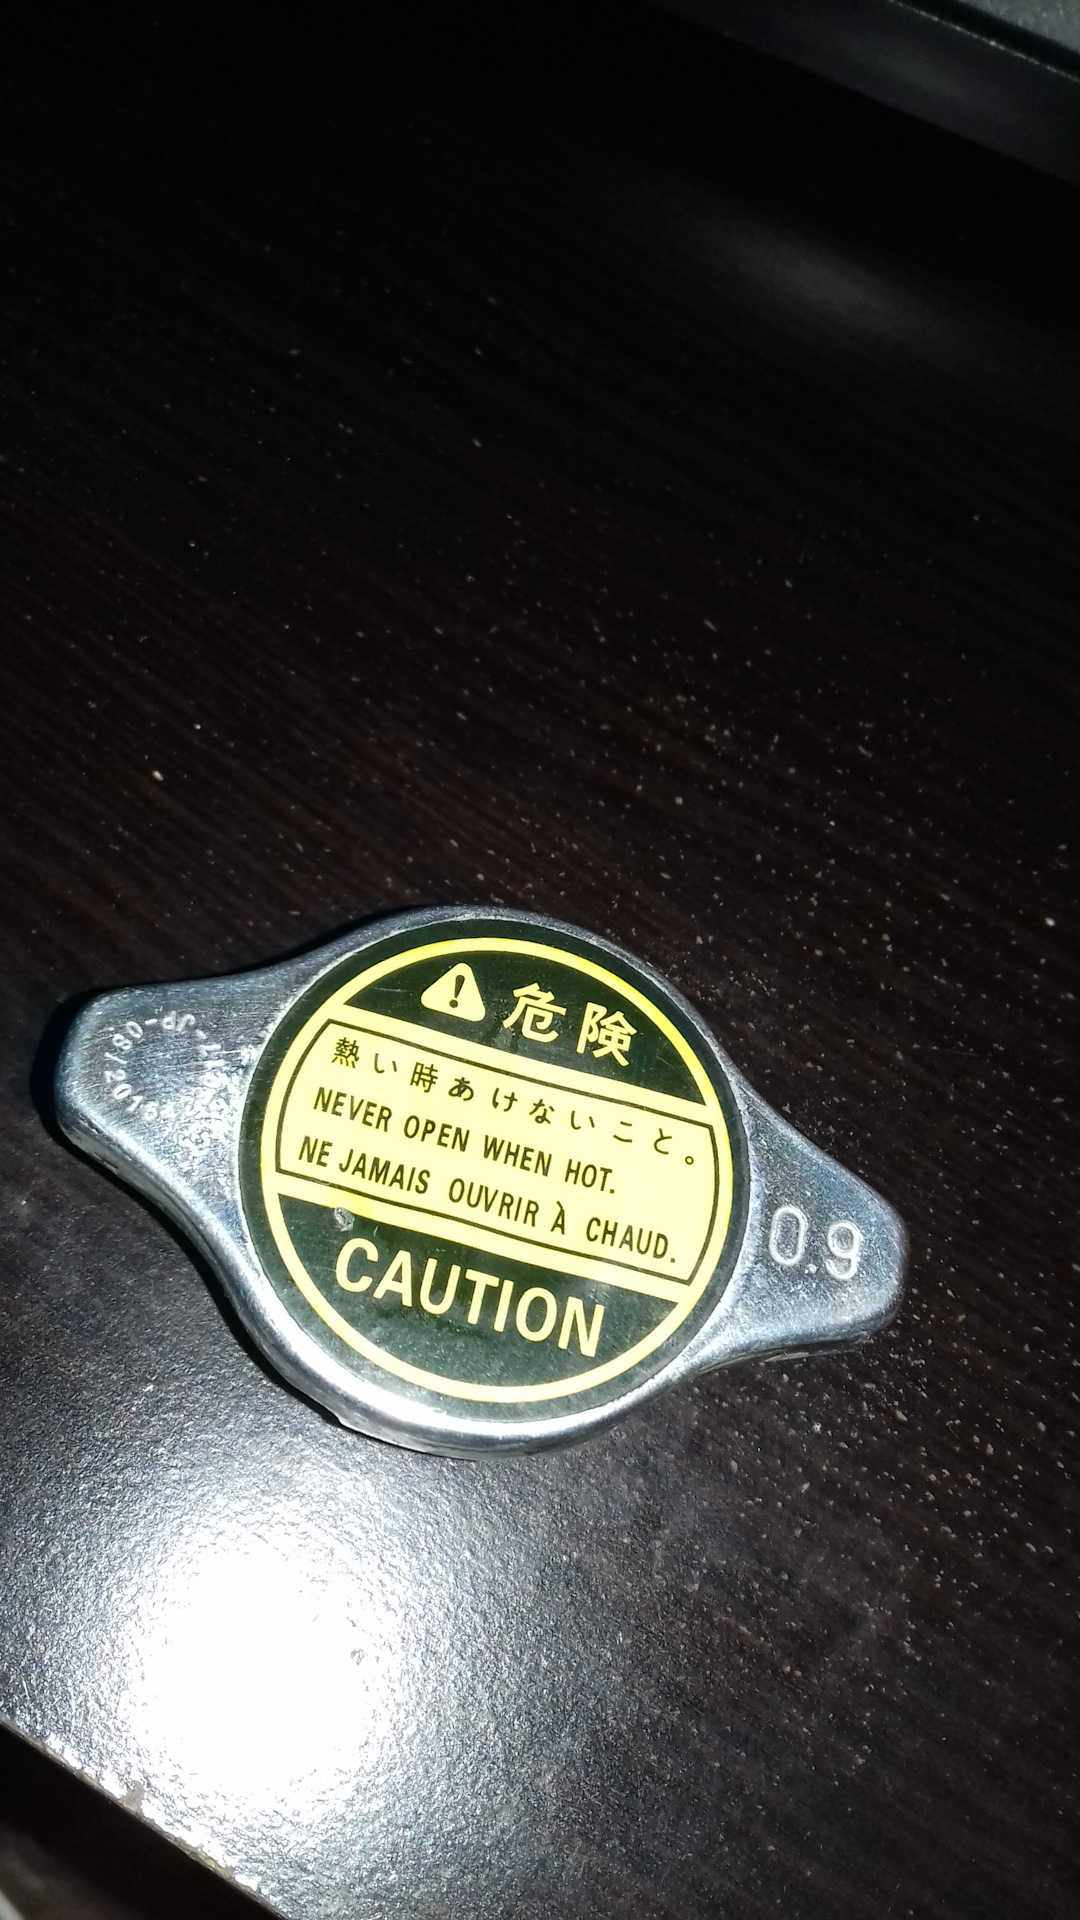 危険
熱い時あけないこと。
NEVER OPEN WHEN HOT.
NE JAMAIS OUVRIR À CHAUD.
CAUTION
0.9